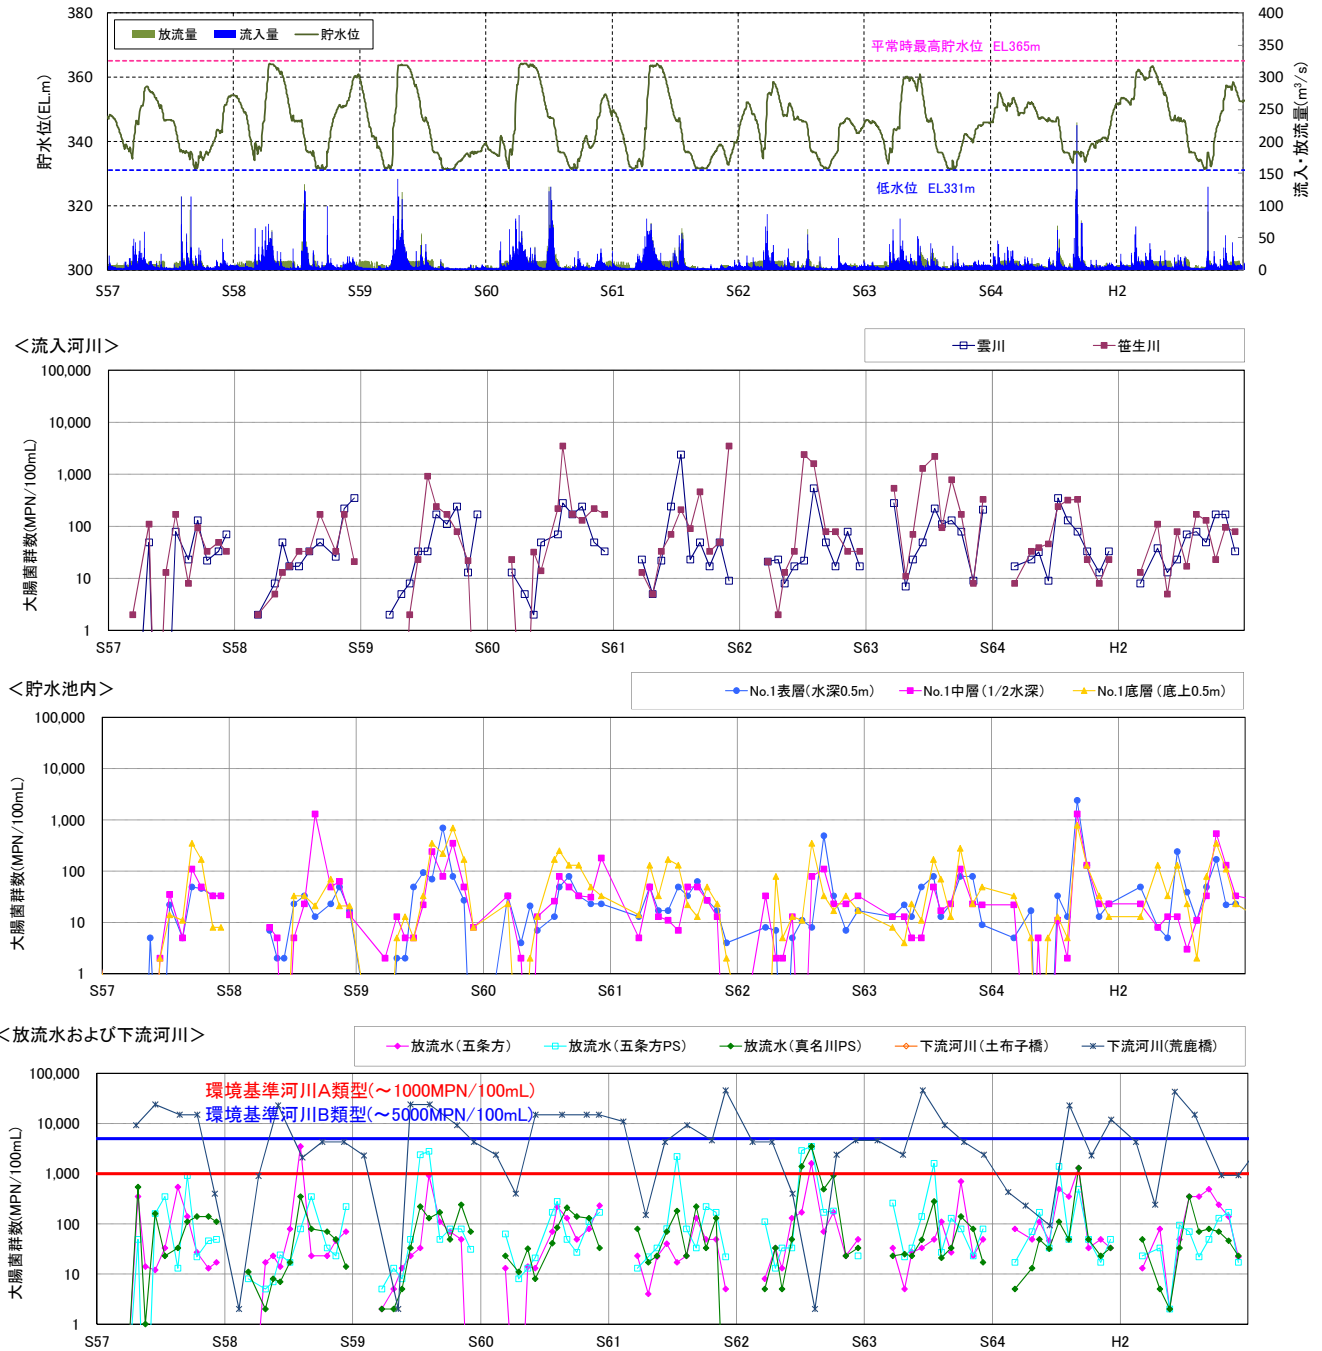 380
360
340
320
300
400
350
300
250
200
150
100
50
0
貯水位(EL.m)
流入・放流量(m³/s)
放流量 流入量 貯水位
平常時最高貯水位 EL365m
低水位 EL331m
S57 S58 S59 S60 S61 S62 S63 S64 H2
＜流入河川＞
雲川 笹生川
100,000
10,000
1,000
100
10
1
大腸菌群数(MPN/100mL)
S57 S58 S59 S60 S61 S62 S63 S64 H2
＜貯水池内＞
No.1表層(水深0.5m) No.1中層(1/2水深) No.1底層(底上0.5m)
100,000
10,000
1,000
100
10
1
大腸菌群数(MPN/100mL)
S57 S58 S59 S60 S61 S62 S63 S64 H2
＜放流水および下流河川＞
放流水(五条方) 放流水(五条方PS) 放流水(真名川PS) 下流河川(土布子橋) 下流河川(荒鹿橋)
100,000
10,000
1,000
100
10
1
大腸菌群数(MPN/100mL)
環境基準河川A類型(～1000MPN/100mL)
環境基準河川B類型(～5000MPN/100mL)
S57 S58 S59 S60 S61 S62 S63 S64 H2